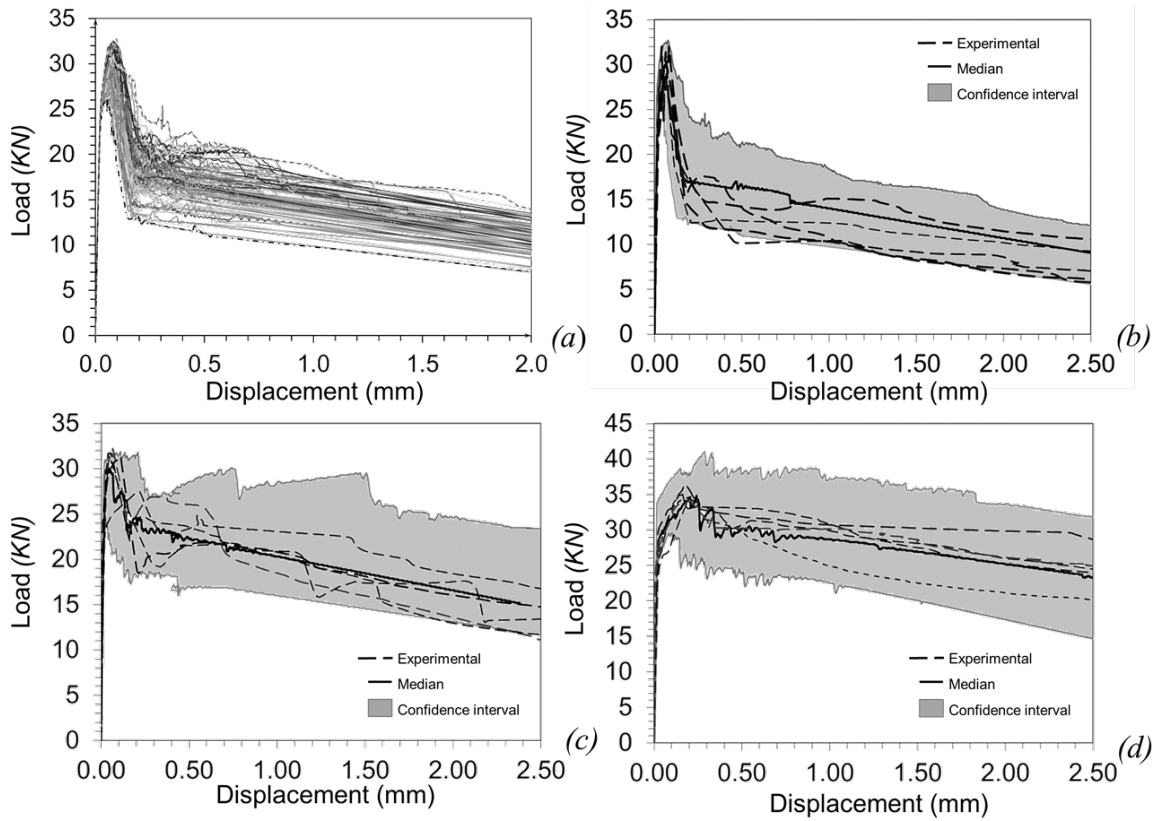 35
30
25
20
15
10
5
0
Load (KN)
0.0 0.5 1.0 1.5 2.0
Displacement (mm)
(a)
35
30
25
20
15
10
5
0
Load (KN)
Experimental
Median
Confidence interval
0.00 0.50 1.00 1.50 2.00 2.50
Displacement (mm)
(b)
35
30
25
20
15
10
5
0
Load (KN)
Experimental
Median
Confidence interval
0.00 0.50 1.00 1.50 2.00 2.50
Displacement (mm)
(c)
45
40
35
30
25
20
15
10
5
0
Load (KN)
Experimental
Median
Confidence interval
0.00 0.50 1.00 1.50 2.00 2.50
Displacement (mm)
(d)